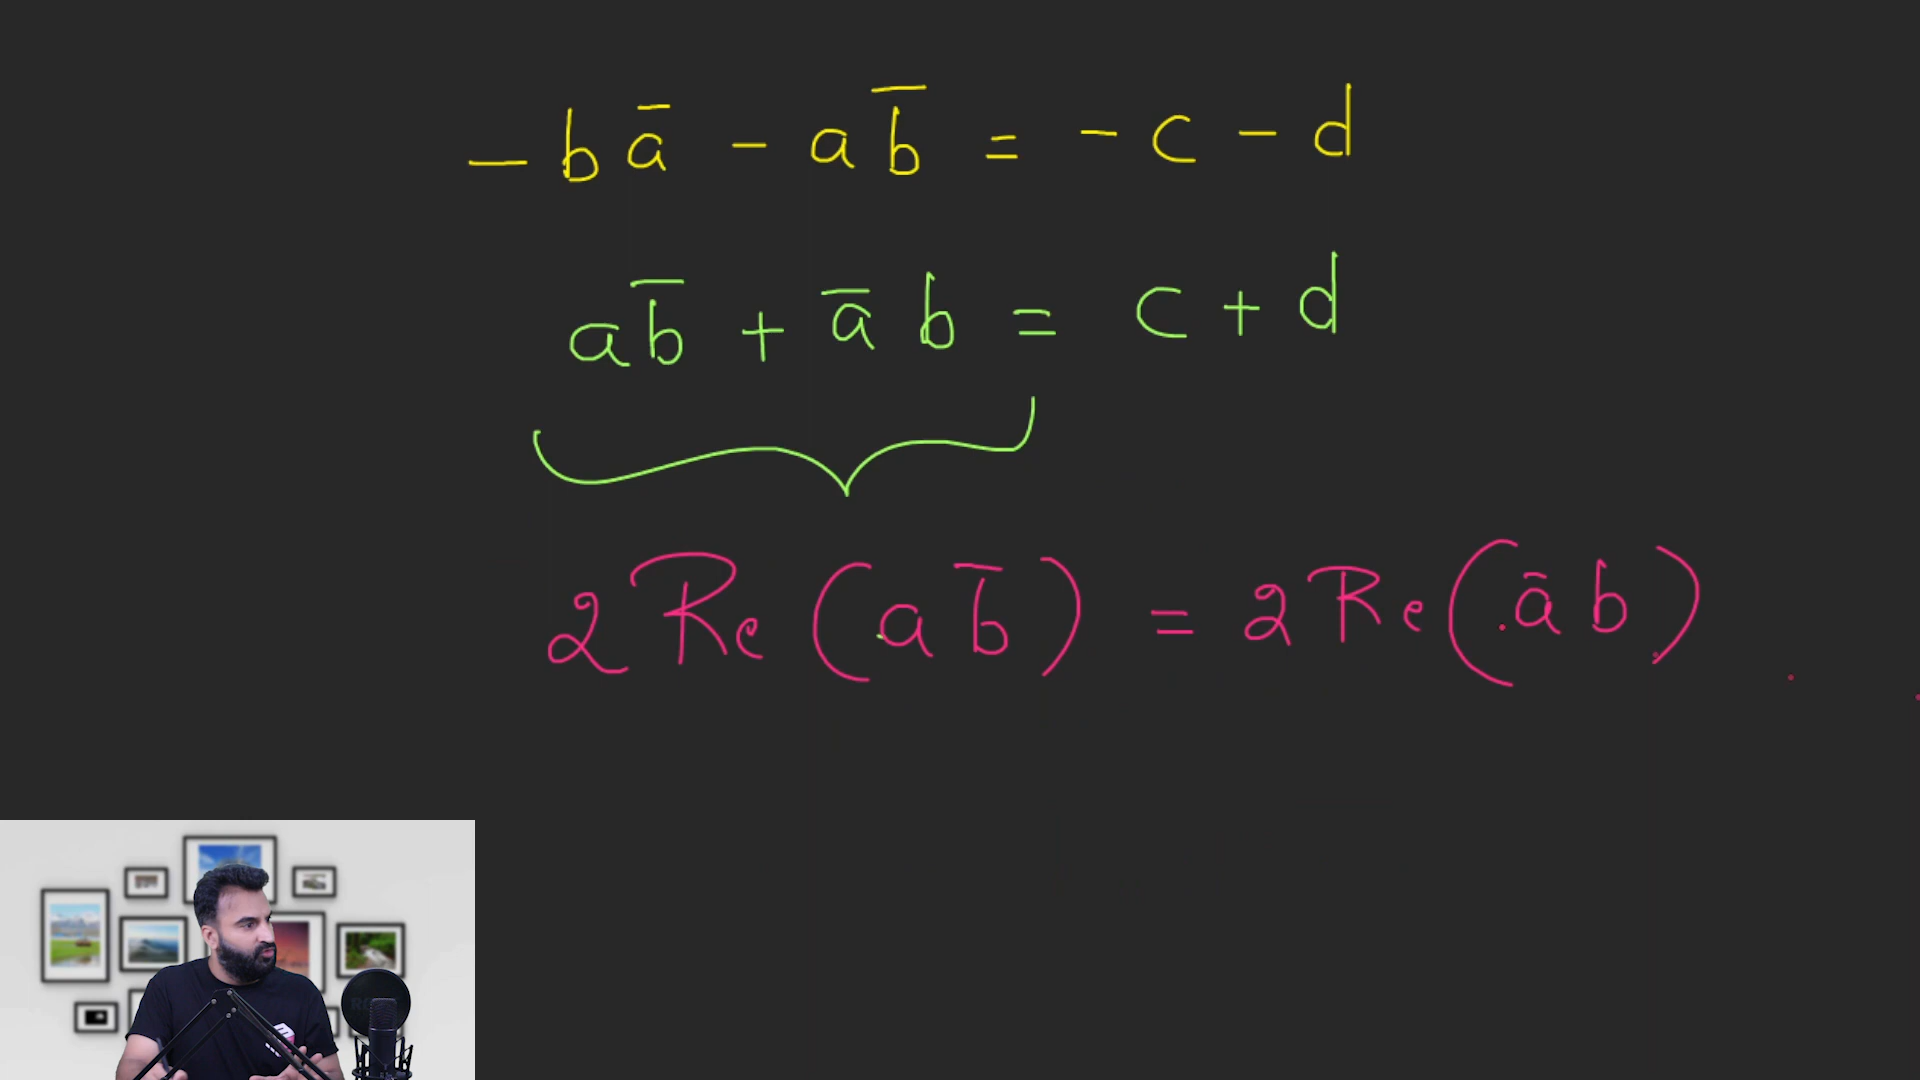 − b ā − a b̄ = − c − d
a b̄ + ā b = c + d
2 Re ( a b̄ ) = 2 Re ( ā b )